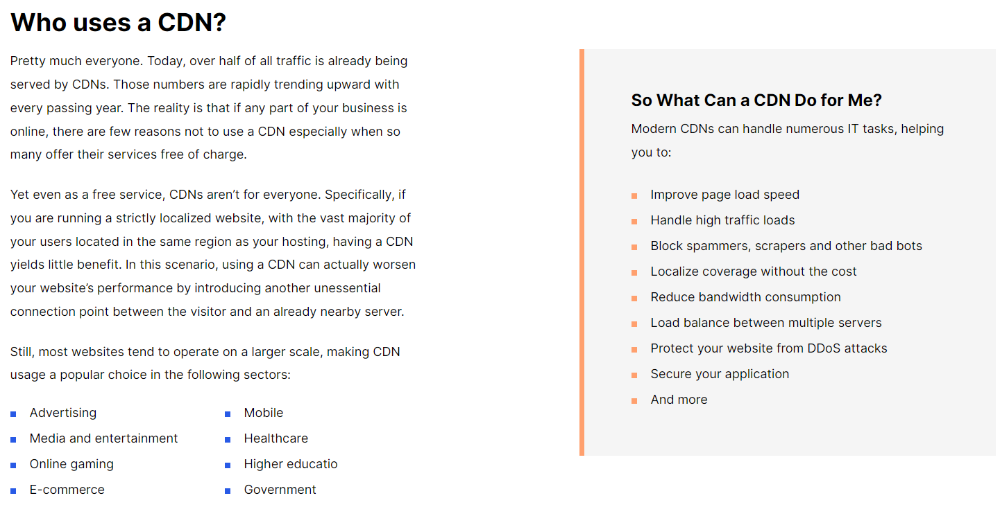 Who uses a CDN?
Pretty much everyone. Today, over half of all traffic is already being
served by CDNs. Those numbers are rapidly trending upward with
every passing year. The reality is that if any part of your business is
online, there are few reasons not to use a CDN especially when so
many offer their services free of charge.
Yet even as a free service, CDNs aren’t for everyone. Specifically, if
you are running a strictly localized website, with the vast majority of
your users located in the same region as your hosting, having a CDN
yields little benefit. In this scenario, using a CDN can actually worsen
your website’s performance by introducing another unessential
connection point between the visitor and an already nearby server.
Still, most websites tend to operate on a larger scale, making CDN
usage a popular choice in the following sectors:
Advertising
Media and entertainment
Online gaming
E-commerce
Mobile
Healthcare
Higher educatio
Government
So What Can a CDN Do for Me?
Modern CDNs can handle numerous IT tasks, helping
you to:
Improve page load speed
Handle high traffic loads
Block spammers, scrapers and other bad bots
Localize coverage without the cost
Reduce bandwidth consumption
Load balance between multiple servers
Protect your website from DDoS attacks
Secure your application
And more